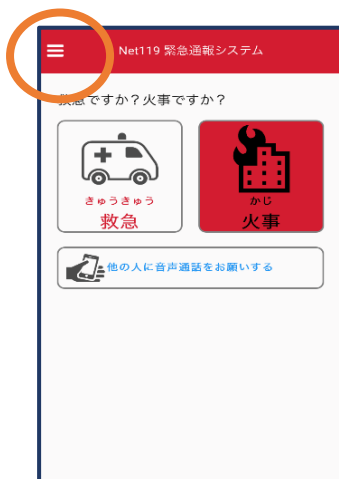 Net119 緊急通報システム
救急ですか？火事ですか？
きゅうきゅう
救急
かじ
火事
他の人に音声通話をお願いする